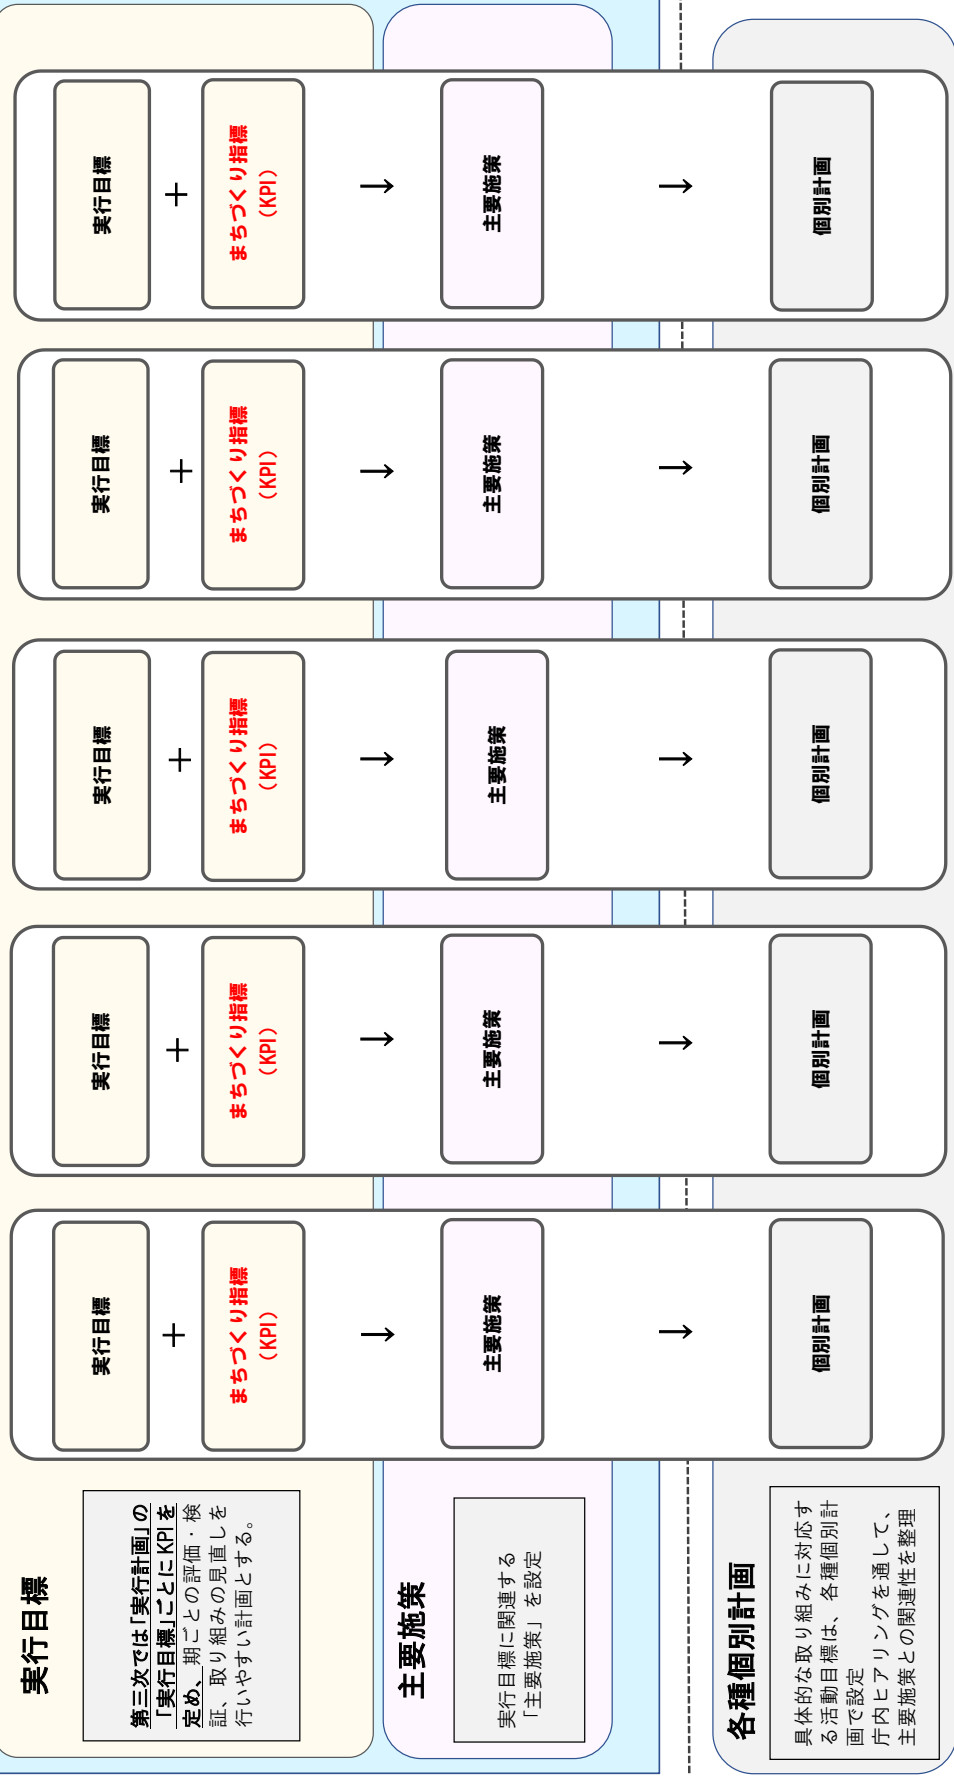 実行目標
第三次では「実行計画」の
「実行目標」ごとにKPIを
定め、期ごとの評価・検
証、取り組みの見直しを
行いやすい計画とする。
実行目標
実行目標
実行目標
実行目標
実行目標
＋
＋
＋
＋
＋
まちづくり指標
（KPI）
まちづくり指標
（KPI）
まちづくり指標
（KPI）
まちづくり指標
（KPI）
まちづくり指標
（KPI）
↓
↓
↓
↓
↓
主要施策
実行目標に関連する
「主要施策」を設定
主要施策
主要施策
主要施策
主要施策
主要施策
↓
↓
↓
↓
↓
各種個別計画
具体的な取り組みに対応す
る活動目標は、各種個別計
画で設定
庁内ヒアリングを通して、
主要施策との関連性を整理
個別計画
個別計画
個別計画
個別計画
個別計画